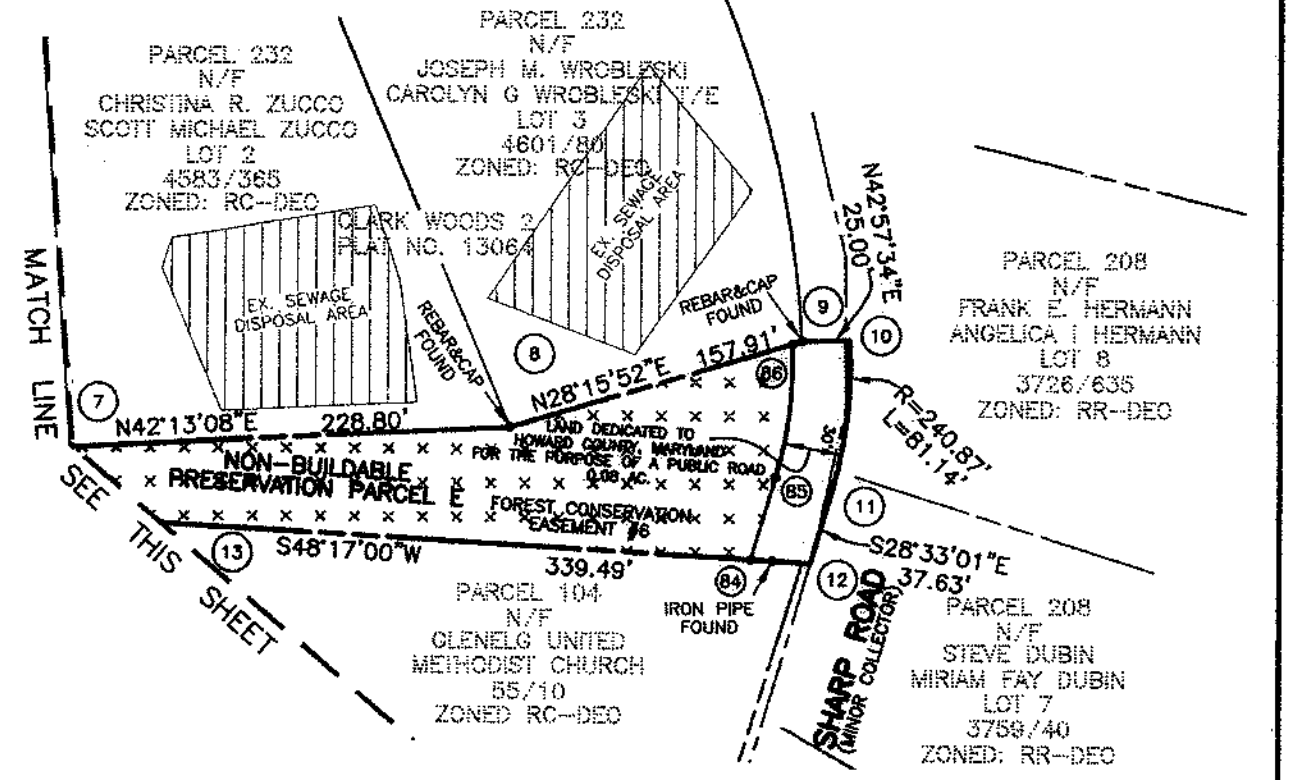 PARCEL 232
N/F
CHRISTINA R. ZUCCO
SCOTT MICHAEL ZUCCO
LOT 2
4583/365
ZONED: RC-DEO
PARCEL 232
N/F
JOSEPH M. WROBLESKI
CAROLYN G WROBLESKI T/E
LOT 3
4601/80
ZONED: RC-DEO
CLARK WOODS 2
PLAT NO. 13064
EX. SEWAGE
DISPOSAL AREA
EX. SEWAGE
DISPOSAL AREA
MATCH LINE
SEE THIS SHEET
REBAR&CAP
FOUND
REBAR&CAP
FOUND
7
8
9
10
11
12
13
84
85
86
N42°57'34"E
25.00
PARCEL 208
N/F
FRANK E. HERMANN
ANGELICA I HERMANN
LOT 8
3726/635
ZONED: RR-DEO
N42°13'08"E 228.80'
N28°15'52"E 157.91'
R=240.87'
L=81.14'
30'
LAND DEDICATED TO
HOWARD COUNTY, MARYLAND
FOR THE PURPOSE OF A PUBLIC ROAD
0.08 AC.
NON-BUILDABLE
PRESERVATION PARCEL E
FOREST CONSERVATION
EASEMENT #6
S48°17'00"W 339.49'
S28°33'01"E
37.63'
IRON PIPE
FOUND
PARCEL 104
N/F
GLENELG UNITED
METHODIST CHURCH
55/10
ZONED RC-DEO
SHARP ROAD
(MINOR COLLECTOR)
PARCEL 208
N/F
STEVE DUBIN
MIRIAM FAY DUBIN
LOT 7
3759/40
ZONED: RR-DEO